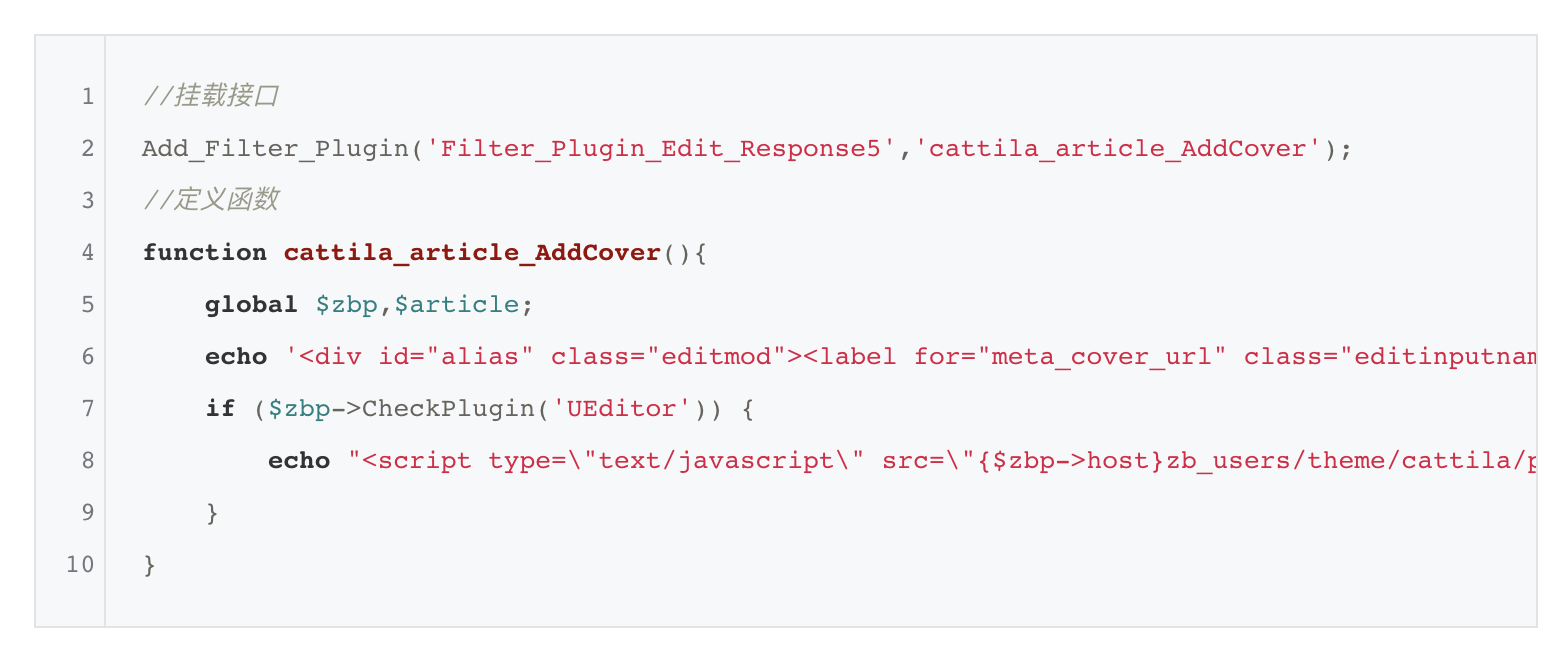 1 //挂载接口
2 Add_Filter_Plugin('Filter_Plugin_Edit_Response5','cattila_article_AddCover');
3 //定义函数
4 function cattila_article_AddCover(){
5     global $zbp,$article;
6     echo '<div id="alias" class="editmod"><label for="meta_cover_url" class="editinputnam
7     if ($zbp->CheckPlugin('UEditor')) {
8         echo "<script type=\"text/javascript\" src=\"{$zbp->host}zb_users/theme/cattila/p
9     }
10 }